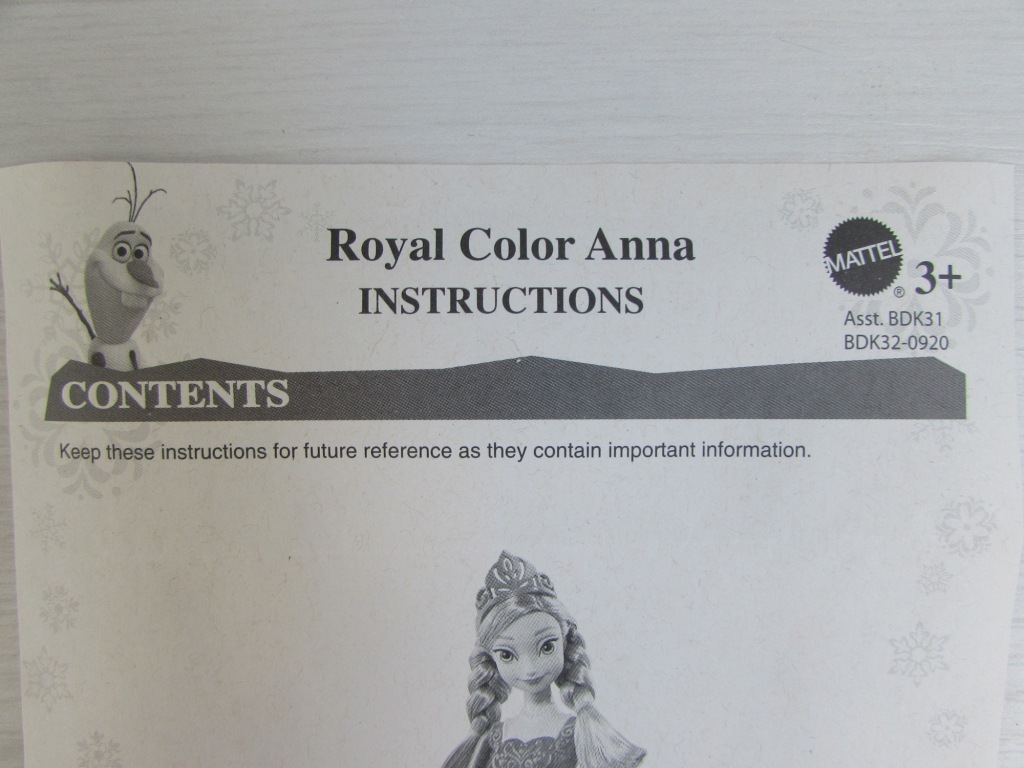 Royal Color Anna
INSTRUCTIONS
MATTEL
® 3+
Asst. BDK31
BDK32-0920
CONTENTS
Keep these instructions for future reference as they contain important information.